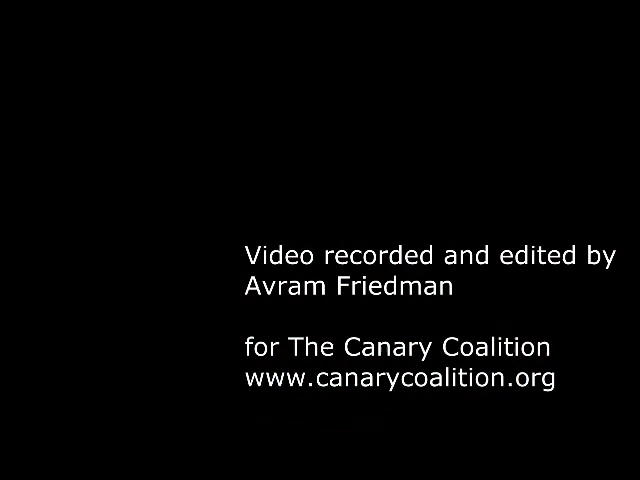 Video recorded and edited by
Avram Friedman
for The Canary Coalition
www.canarycoalition.org